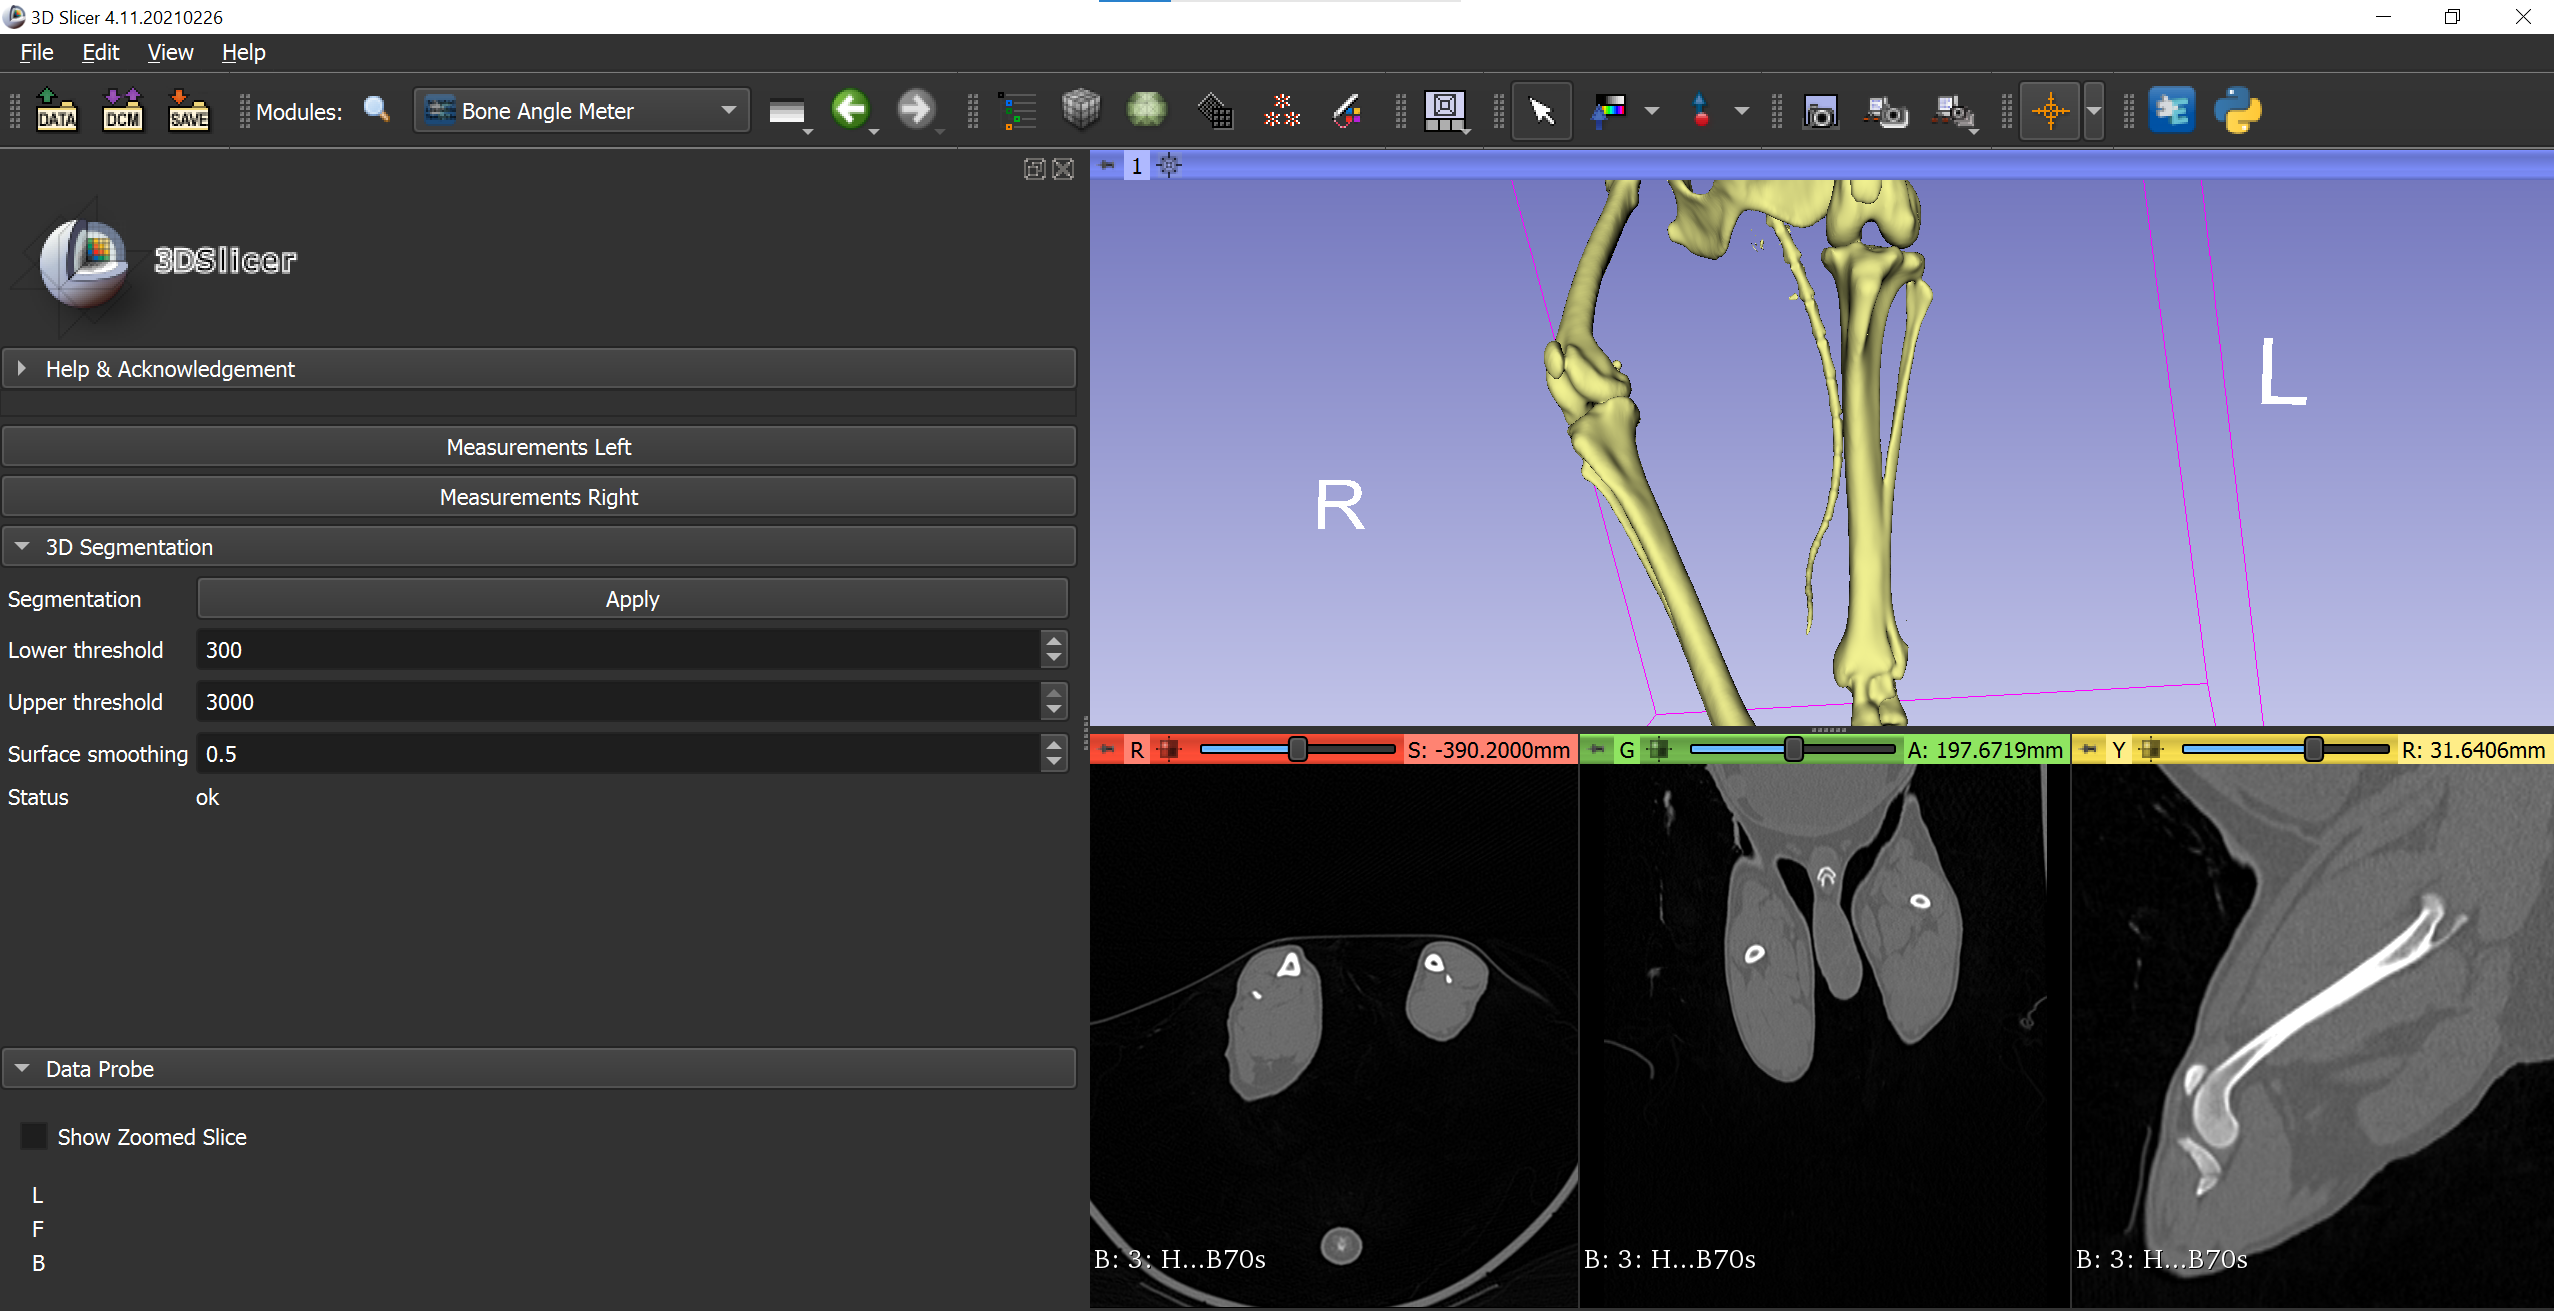 3D Slicer 4.11.20210226
File Edit View Help
DATA DCM SAVE Modules: Bone Angle Meter
1
3DSlicer
Help & Acknowledgement
Measurements Left
Measurements Right
3D Segmentation
Segmentation Apply
Lower threshold 300
Upper threshold 3000
Surface smoothing 0.5
Status ok
Data Probe
Show Zoomed Slice
L
F
B
R
L
R S: -390.2000mm
G A: 197.6719mm
Y R: 31.6406mm
B: 3: H...B70s
B: 3: H...B70s
B: 3: H...B70s